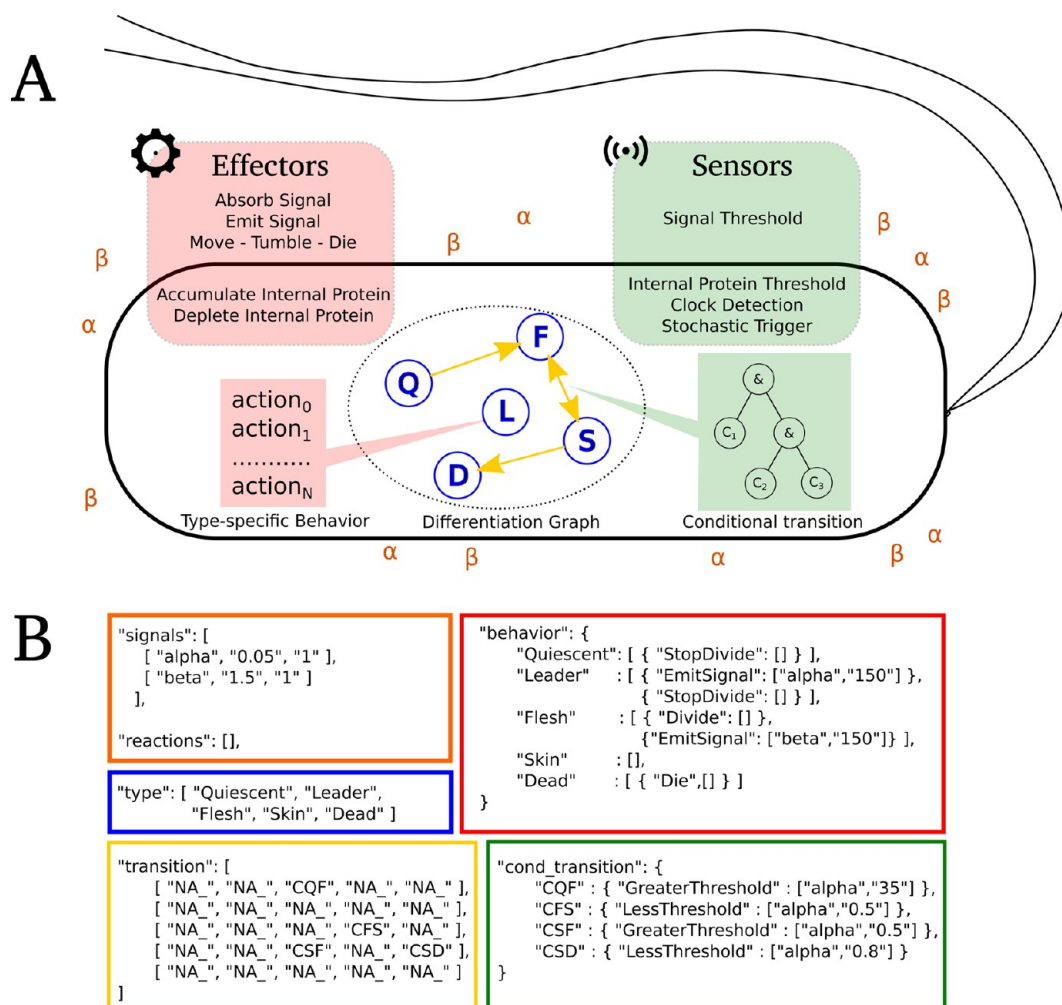 A
Effectors
Absorb Signal
Emit Signal
Move - Tumble - Die
Accumulate Internal Protein
Deplete Internal Protein
Sensors
Signal Threshold
Internal Protein Threshold
Clock Detection
Stochastic Trigger
β
α
β
α
β
β
α
β
α
β
α
β
α
β
α
action0
action1
...........
actionN
Type-specific Behavior
Q
F
L
S
D
Differentiation Graph
&
C1
&
C2
C3
Conditional transition
B
"signals": [
[ "alpha", "0.05", "1" ],
[ "beta", "1.5", "1" ]
],
"reactions": [],
"type": [ "Quiescent", "Leader",
"Flesh", "Skin", "Dead" ]
"transition": [
[ "NA_", "NA_", "CQF", "NA_", "NA_" ],
[ "NA_", "NA_", "NA_", "NA_", "NA_" ],
[ "NA_", "NA_", "NA_", "CFS", "NA_" ],
[ "NA_", "NA_", "CSF", "NA_", "CSD" ],
[ "NA_", "NA_", "NA_", "NA_", "NA_" ]
]
"behavior": {
"Quiescent": [ { "StopDivide": [] } ],
"Leader" : [ { "EmitSignal": ["alpha","150"] },
{ "StopDivide": [] } ],
"Flesh" : [ { "Divide": [] },
{"EmitSignal": ["beta","150"]} ],
"Skin" : [],
"Dead" : [ { "Die",[] } ]
}
"cond_transition": {
"CQF" : { "GreaterThreshold" : ["alpha","35"] },
"CFS" : { "LessThreshold" : ["alpha","0.5"] },
"CSF" : { "GreaterThreshold" : ["alpha","0.5"] },
"CSD" : { "LessThreshold" : ["alpha","0.8"] }
}